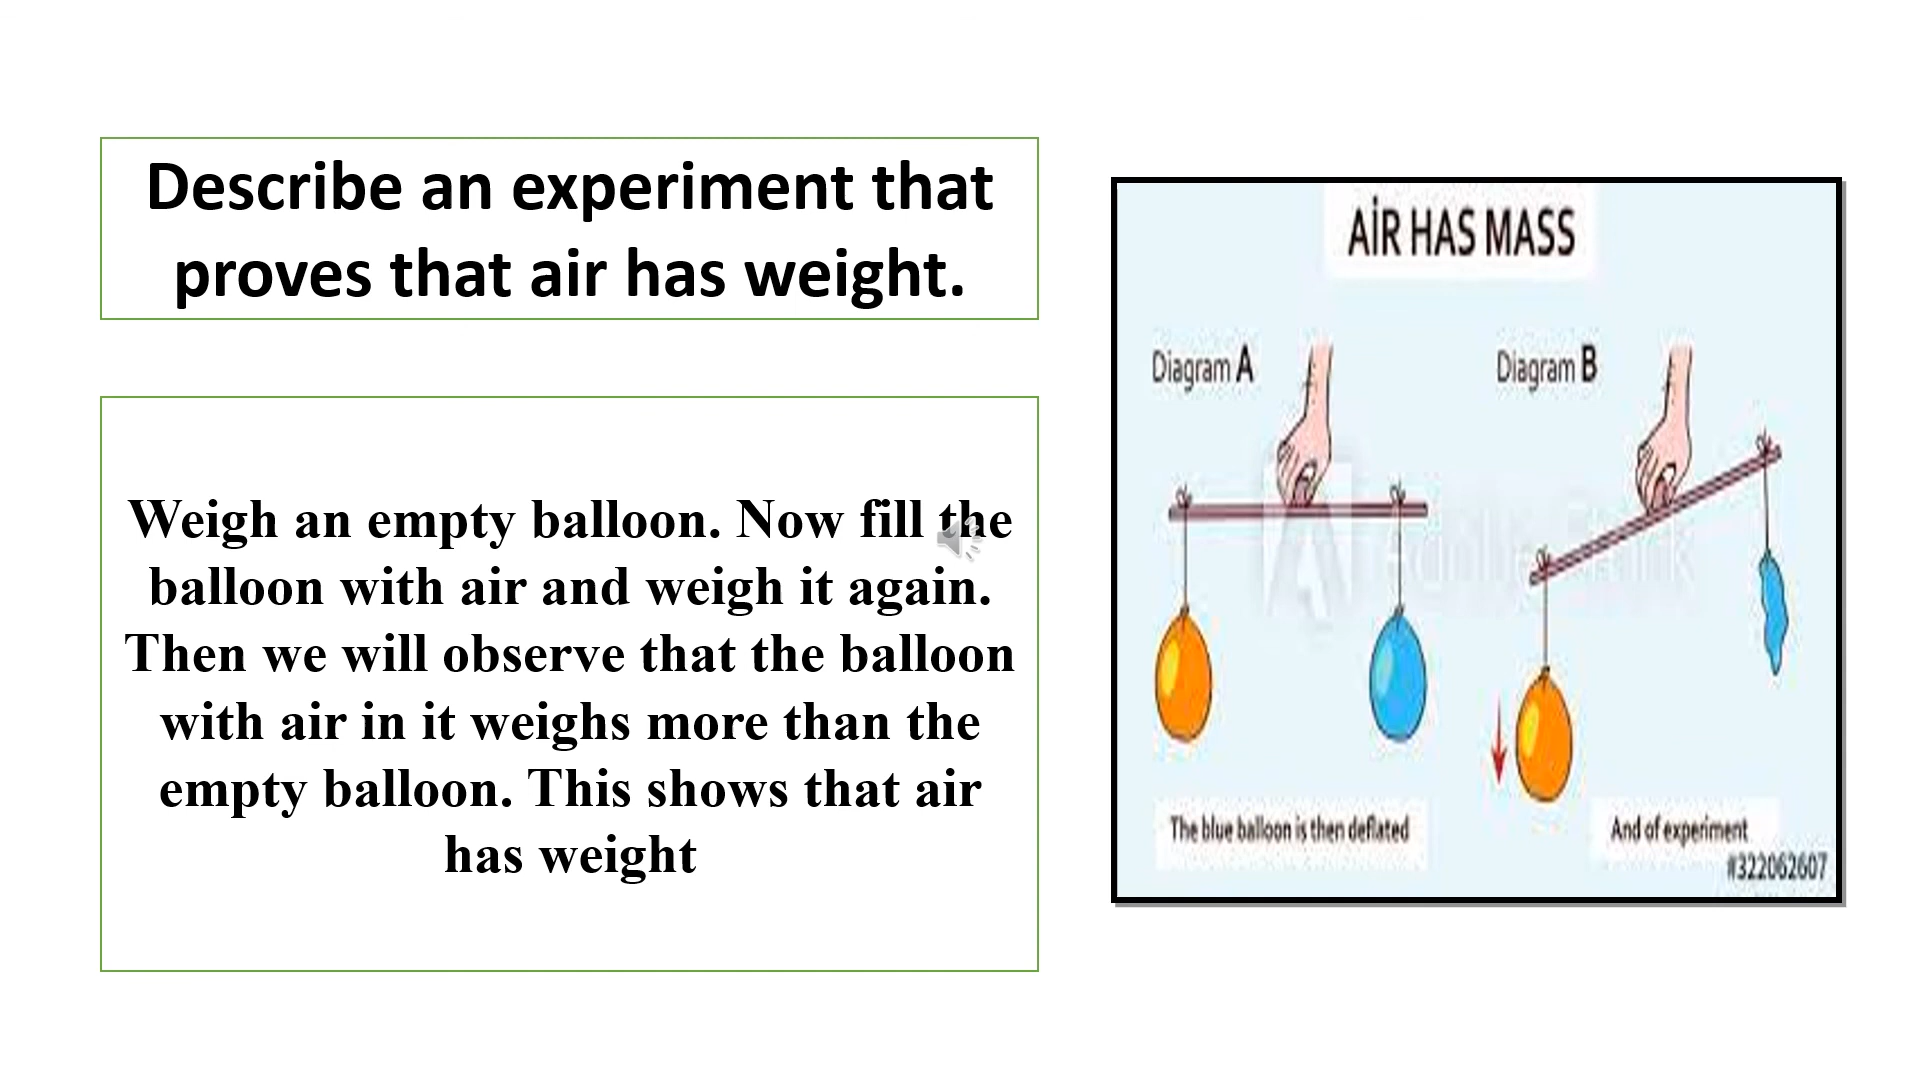 Describe an experiment that
proves that air has weight.
Weigh an empty balloon. Now fill the
balloon with air and weigh it again.
Then we will observe that the balloon
with air in it weighs more than the
empty balloon. This shows that air
has weight
AİR HAS MASS
Diagram A
Diagram B
The blue balloon is then deflated
And of experiment
#322062607